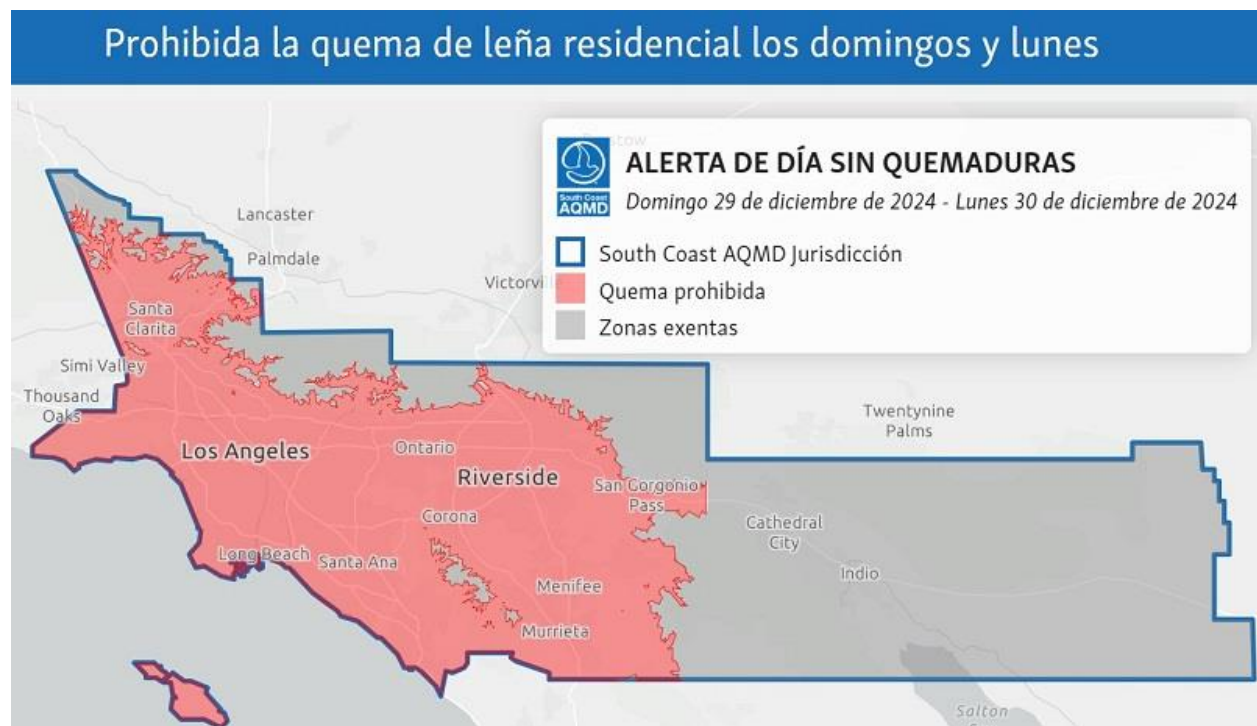 Prohibida la quema de leña residencial los domingos y lunes
ALERTA DE DÍA SIN QUEMADURAS
South Coast
AQMD
Domingo 29 de diciembre de 2024 - Lunes 30 de diciembre de 2024
South Coast AQMD Jurisdicción
Quema prohibida
Zonas exentas
Lancaster
Palmdale
Santa
Clarita
Simi Valley
Thousand
Oaks
Twentynine
Palms
Los Angeles
Ontario
Riverside
San Gorgonio
Pass
Corona
Cathedral
City
Long Beach
Santa Ana
Menifee
Indio
Murrieta
Salton